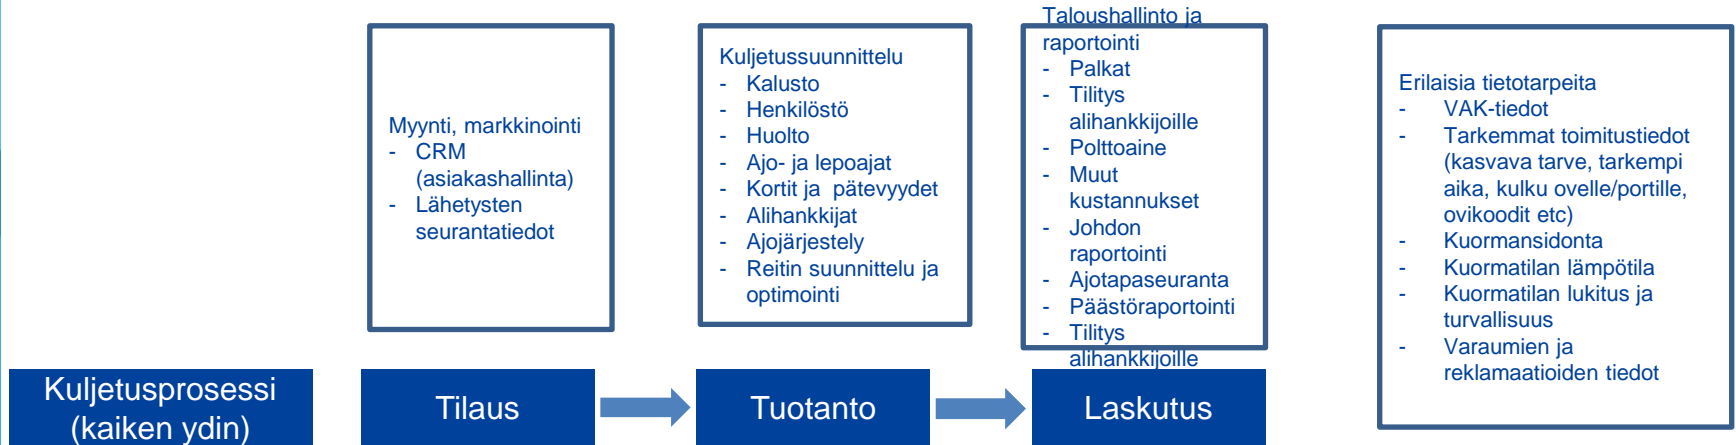 Myynti, markkinointi
- CRM
(asiakashallinta)
- Lähetysten
seurantatiedot
Kuljetussuunnittelu
- Kalusto
- Henkilöstö
- Huolto
- Ajo- ja lepoajat
- Kortit ja pätevyydet
- Alihankkijat
- Ajojärjestely
- Reitin suunnittelu ja
optimointi
Taloushallinto ja
raportointi
- Palkat
- Tilitys
alihankkijoille
- Polttoaine
- Muut
kustannukset
- Johdon
raportointi
- Ajotapaseuranta
- Päästöraportointi
- Tilitys
alihankkijoille
Erilaisia tietotarpeita
- VAK-tiedot
- Tarkemmat toimitustiedot
(kasvava tarve, tarkempi
aika, kulku ovelle/portille,
ovikoodit etc)
- Kuormansidonta
- Kuormatilan lämpötila
- Kuormatilan lukitus ja
turvallisuus
- Varaumien ja
reklamaatioiden tiedot
Kuljetusprosessi
(kaiken ydin)
Tilaus
Tuotanto
Laskutus